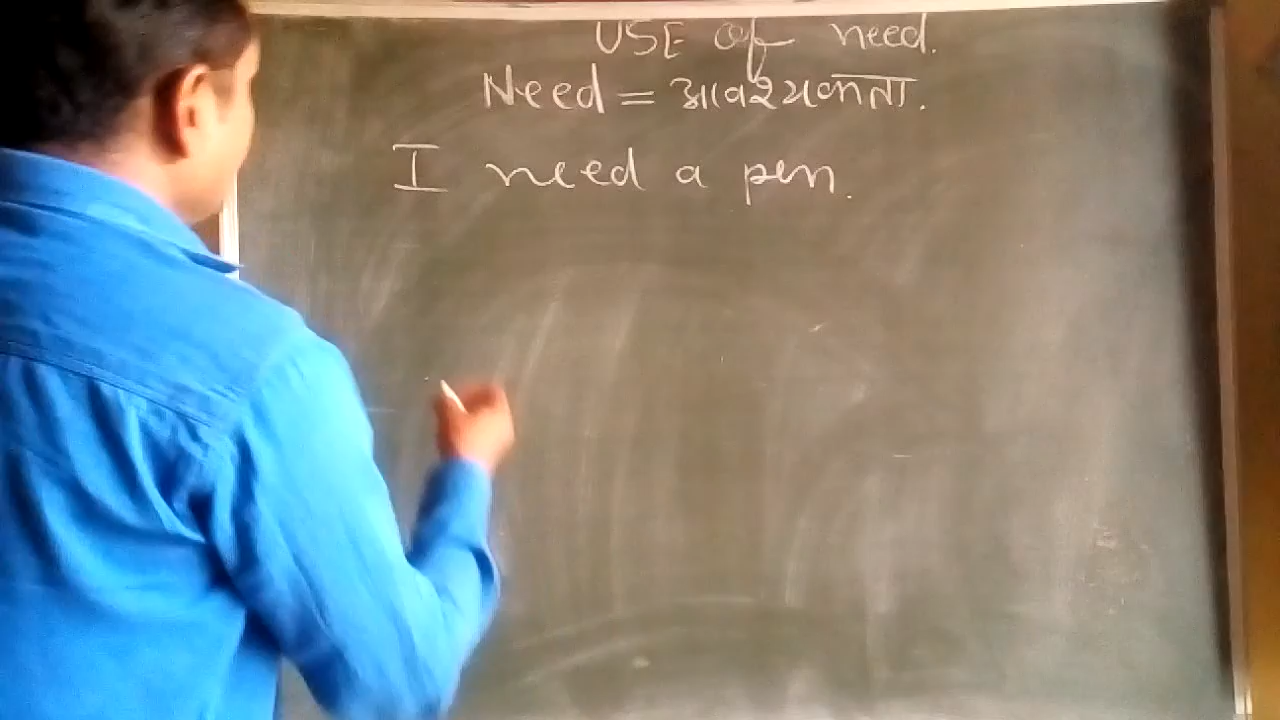 USE of need.
Need = आवश्यकता.
I need a pen.